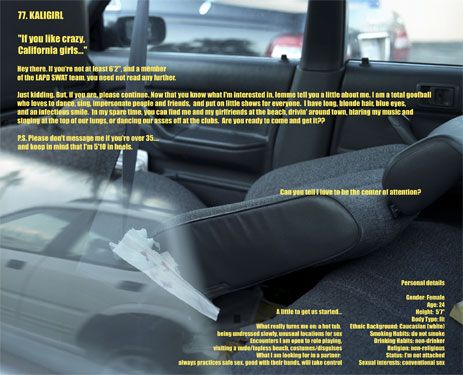 77. KALIGIRL
"If you like crazy,
California girls..."
Hey there. If you're not at least 6'2", and a member
of the LAPD SWAT team, you need not read any further.
Just kidding. But, if you are, please continue. Now that you know what I'm interested in, lemme tell you a little about me. I am a total goofball
who loves to dance, sing, impersonate people and friends, and put on little shows for everyone. I have long, blonde hair, blue eyes,
and an infectious smile. In my spare time, you can find me and my girlfriends at the beach, drivin' around town, blaring my music and
singing at the top of our lungs, or dancing our asses off at the clubs. Are you ready to come and get it??
P.S. Please don't message me if you're over 35....
and keep in mind that I'm 5'10 in heels.
Can you tell I love to be the center of attention?
A little to get us started...
What really turns me on: a hot tub,
being undressed slowly, unusual locations for sex
Encounters I am open to role playing,
visiting a nude/topless beach, costumes/disguises
What I am looking for in a partner:
always practices safe sex, good with their hands, will take control
Personal details
Gender: Female
Age: 24
Height: 5'7"
Body Type: fit
Ethnic Background: Caucasian (white)
Smoking Habits: do not smoke
Drinking Habits: non-drinker
Religion: non-religious
Status: I'm not attached
Sexual Interests: conventional sex